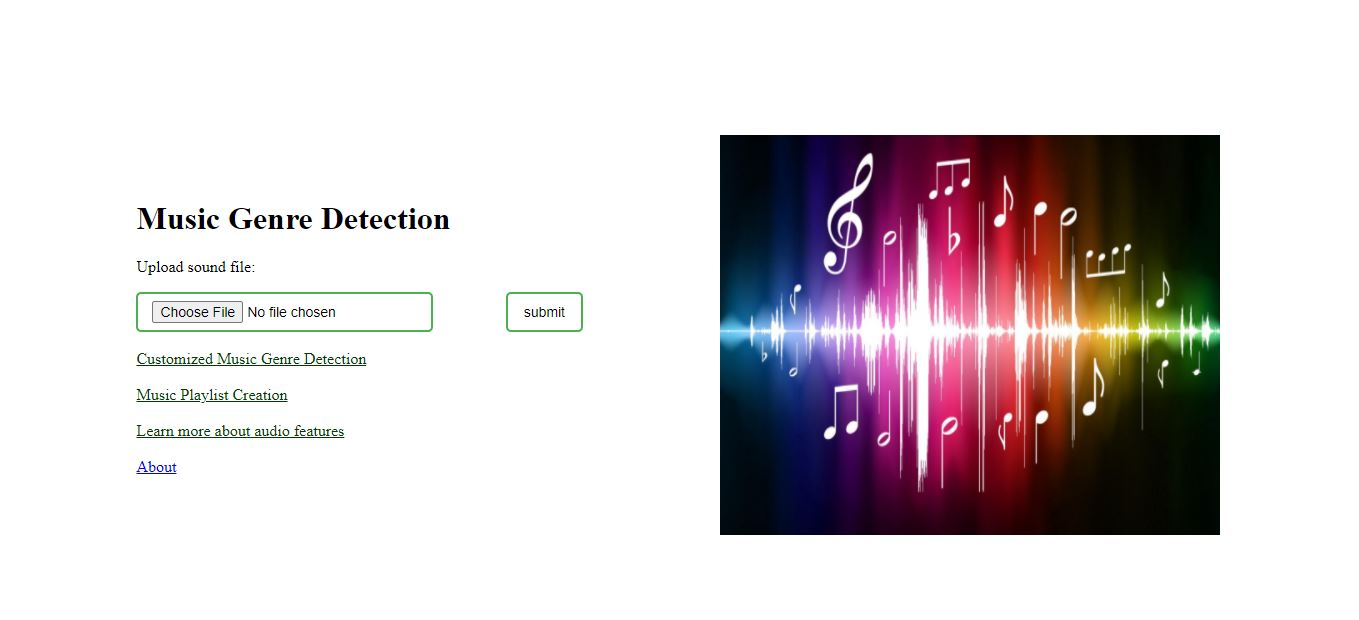 Music Genre Detection
Upload sound file:
Choose File No file chosen
submit
Customized Music Genre Detection
Music Playlist Creation
Learn more about audio features
About